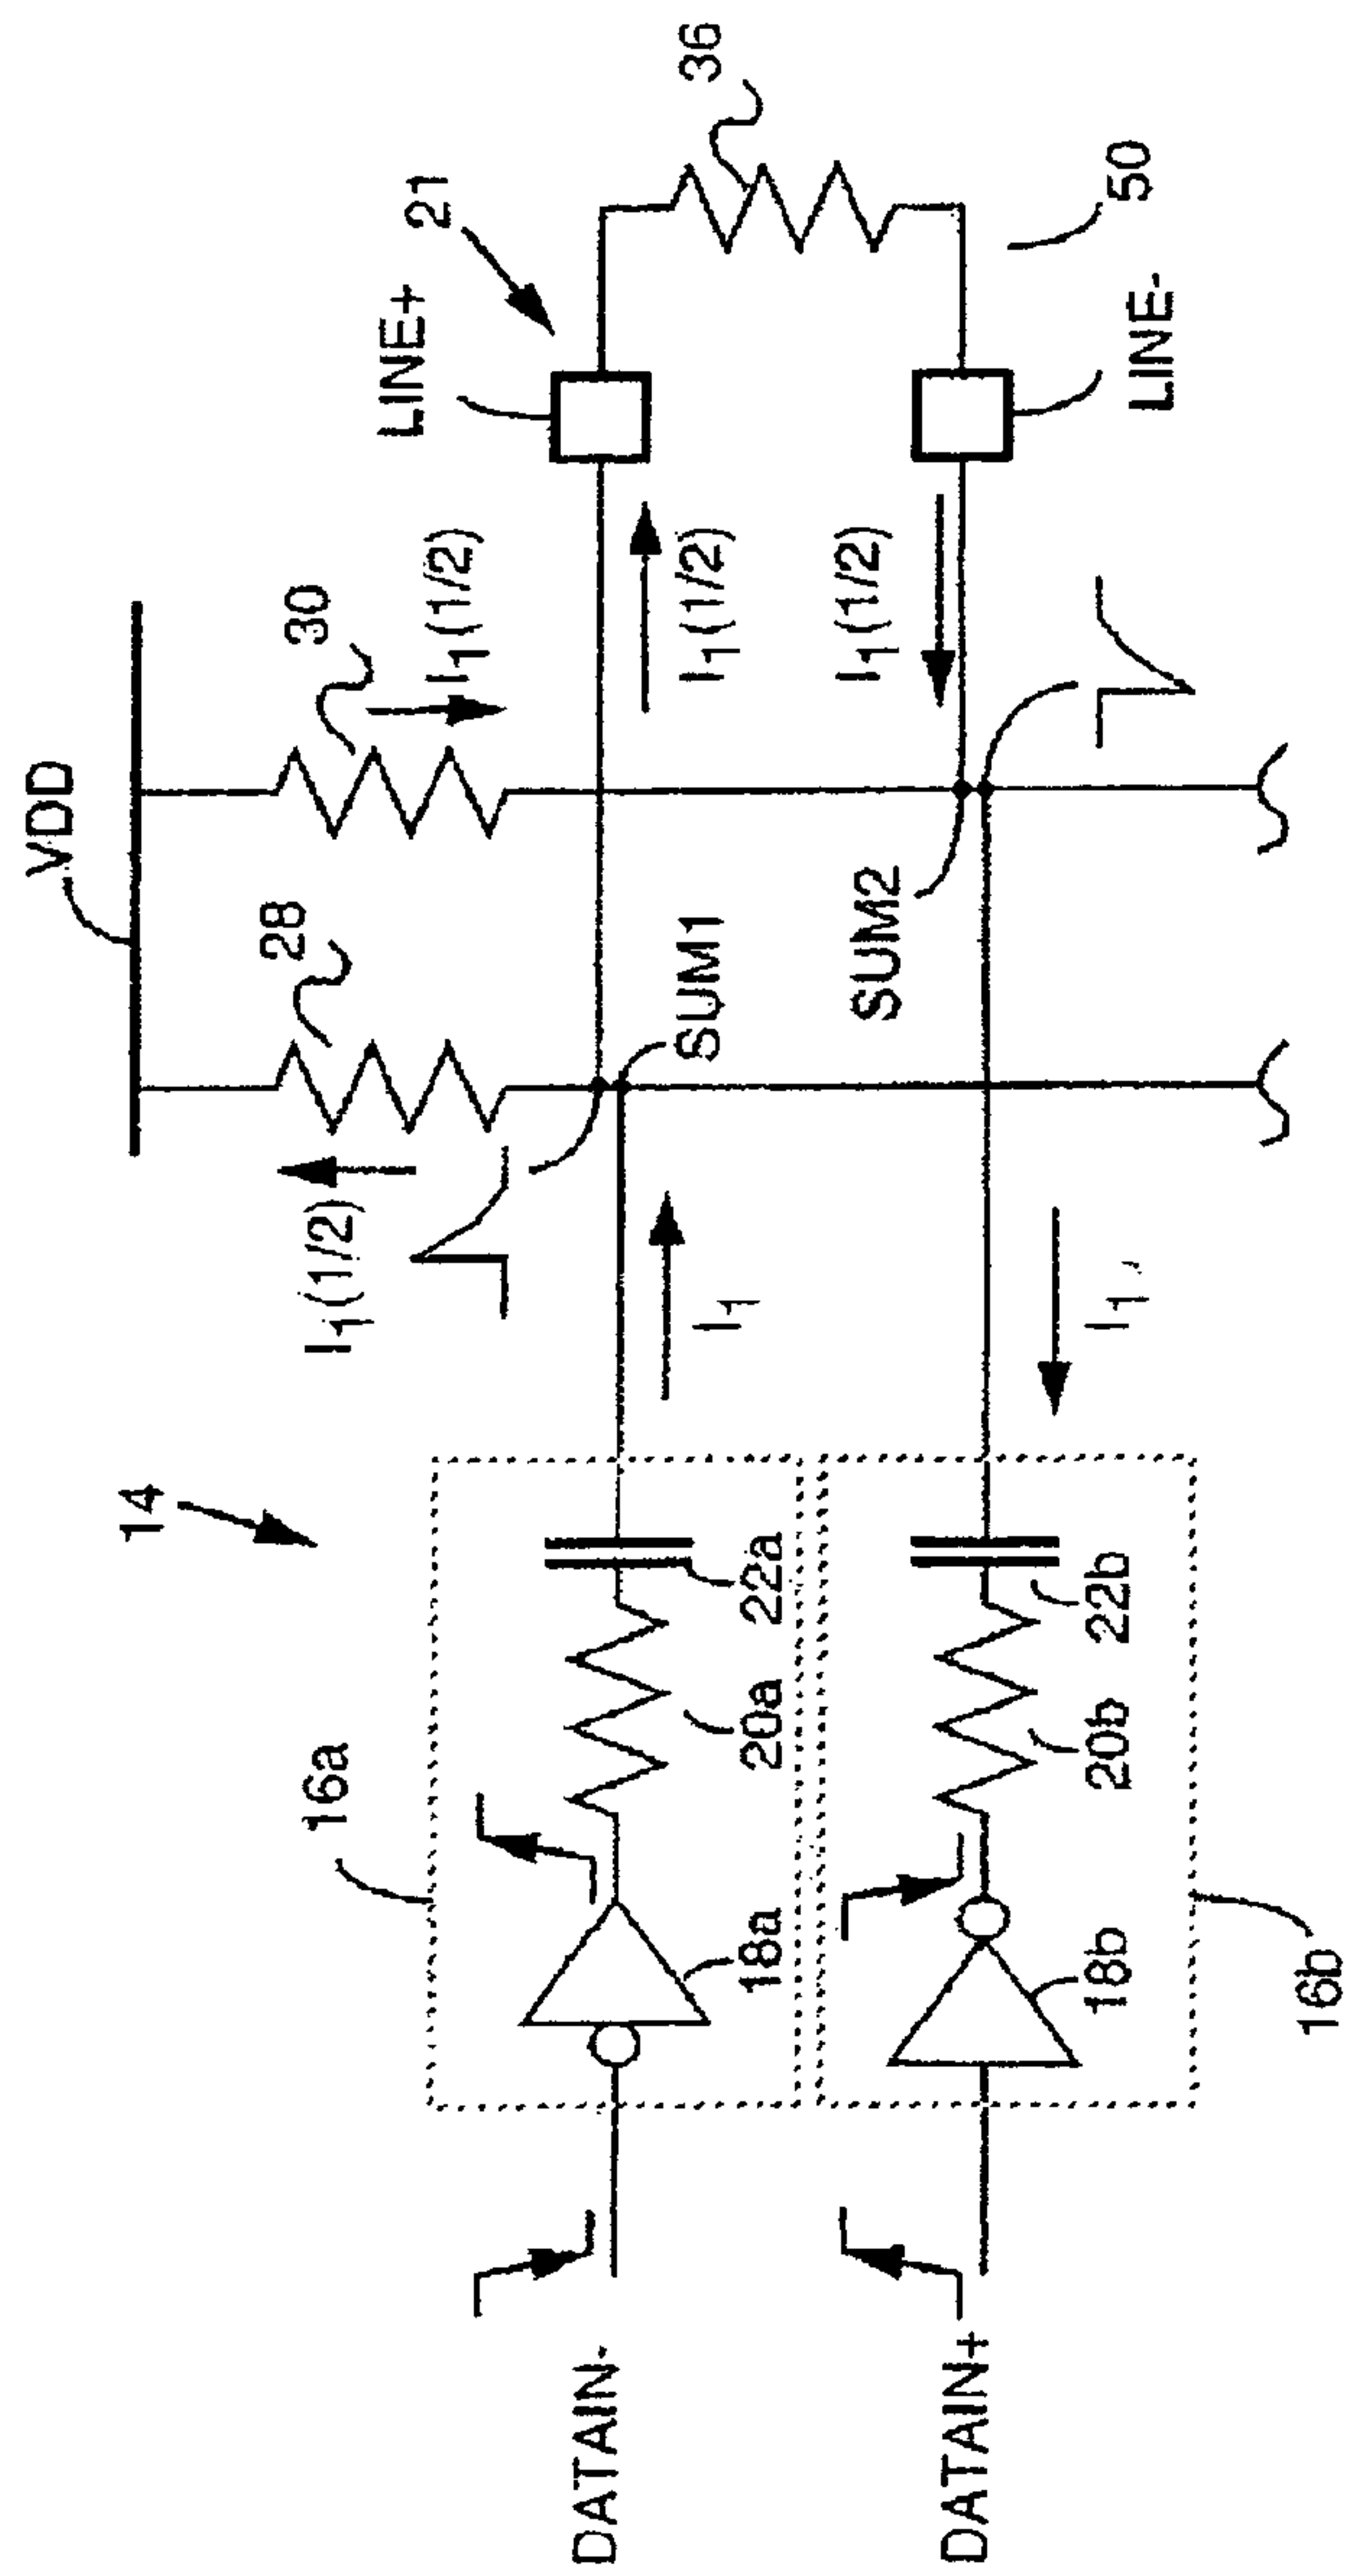 VDD
28
30
I1(1/2)
I1(1/2)
21
LINE+
36
14
16a
I1(1/2)
SUM1
I1
DATAIN-
18a
20a
22a
SUM2
I1(1/2)
LINE-
50
I1
DATAIN+
18b
20b
22b
16b